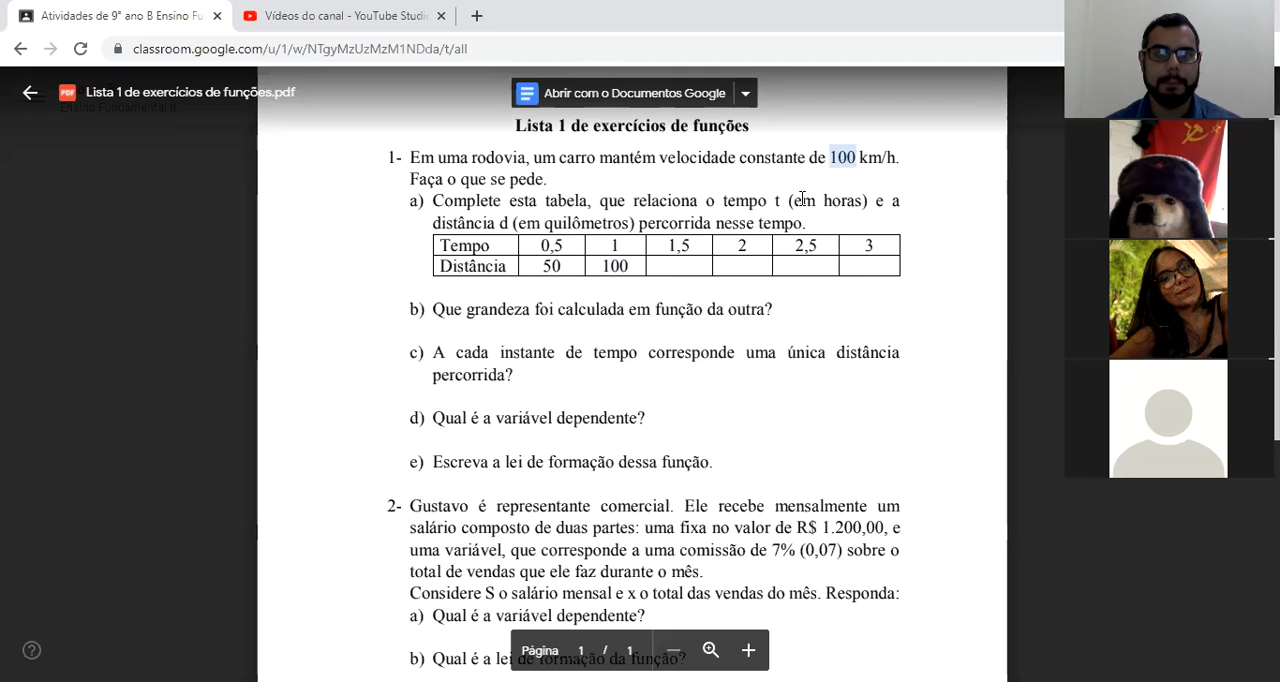 Atividades de 9° ano B Ensino Fu
Vídeos do canal - YouTube Studi
classroom.google.com/u/1/w/NTgyMzUzMzM1NDda/t/all
PDF
Lista 1 de exercícios de funções.pdf
Ensino Fundamental II
Abrir com o Documentos Google
Lista 1 de exercícios de funções
1- Em uma rodovia, um carro mantém velocidade constante de 100 km/h.
Faça o que se pede.
a) Complete esta tabela, que relaciona o tempo t (em horas) e a
distância d (em quilômetros) percorrida nesse tempo.
Tempo 0,5 1 1,5 2 2,5 3
Distância 50 100
b) Que grandeza foi calculada em função da outra?
c) A cada instante de tempo corresponde uma única distância
percorrida?
d) Qual é a variável dependente?
e) Escreva a lei de formação dessa função.
2- Gustavo é representante comercial. Ele recebe mensalmente um
salário composto de duas partes: uma fixa no valor de R$ 1.200,00, e
uma variável, que corresponde a uma comissão de 7% (0,07) sobre o
total de vendas que ele faz durante o mês.
Considere S o salário mensal e x o total das vendas do mês. Responda:
a) Qual é a variável dependente?
b) Qual é a lei de formação da função?
Página 1 / 1